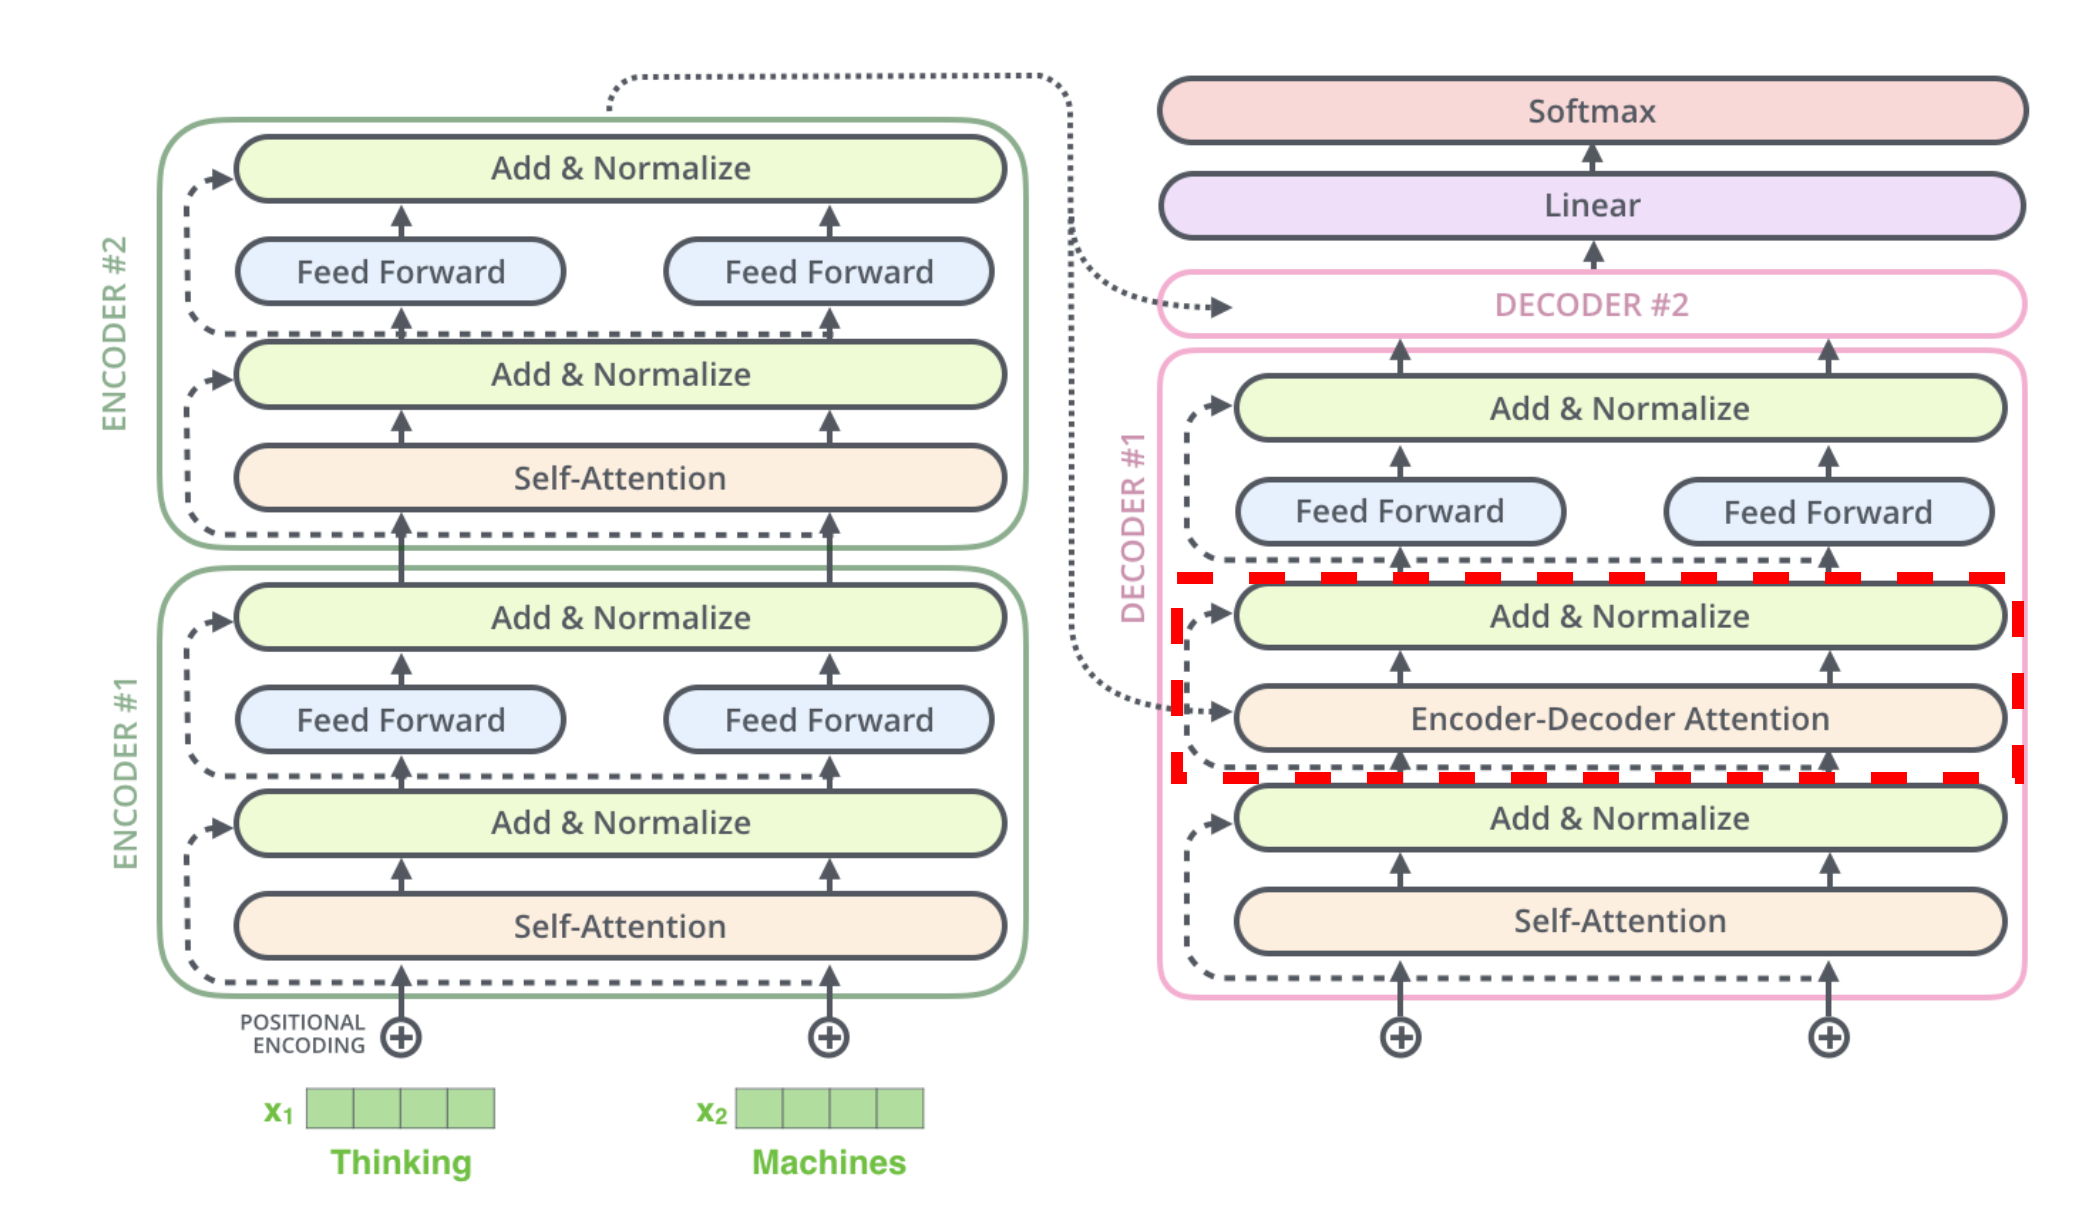 ENCODER #2
Add & Normalize
Feed Forward
Feed Forward
Add & Normalize
Self-Attention
ENCODER #1
Add & Normalize
Feed Forward
Feed Forward
Add & Normalize
Self-Attention
POSITIONAL
ENCODING
x1
x2
Thinking
Machines
Softmax
Linear
DECODER #2
DECODER #1
Add & Normalize
Feed Forward
Feed Forward
Add & Normalize
Encoder-Decoder Attention
Add & Normalize
Self-Attention